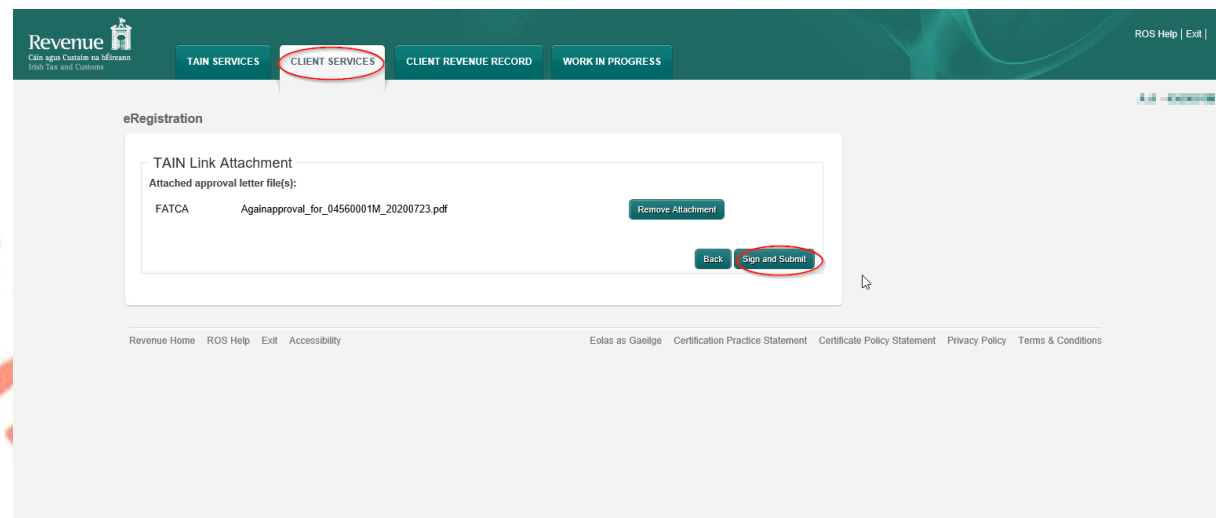 Revenue
Cáin agus Custaim na hÉireann
Irish Tax and Customs
TAIN SERVICES CLIENT SERVICES CLIENT REVENUE RECORD WORK IN PROGRESS
ROS Help | Exit |
eRegistration
TAIN Link Attachment
Attached approval letter file(s):
FATCA Againapproval_for_04560001M_20200723.pdf Remove Attachment
Back Sign and Submit
Revenue Home ROS Help Exit Accessibility Eolas as Gaeilge Certification Practice Statement Certificate Policy Statement Privacy Policy Terms & Conditions